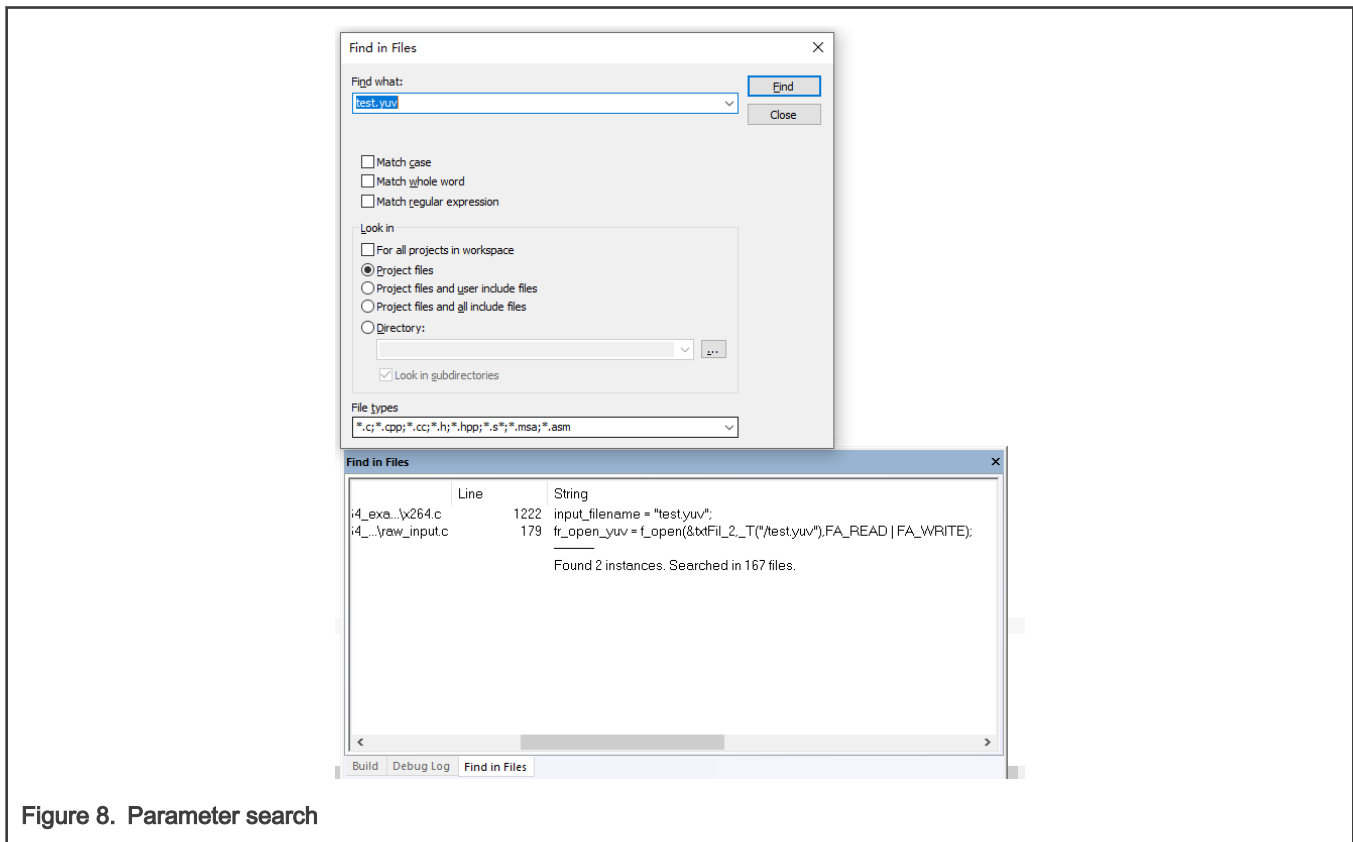 Find in Files
Find what:
test.yuv
Find
Close
Match case
Match whole word
Match regular expression
Look in
For all projects in workspace
Project files
Project files and user include files
Project files and all include files
Directory:
...
Look in subdirectories
File types
*.c;*.cpp;*.cc;*.h;*.hpp;*.s*;*.msa;*.asm
Find in Files
Line String
i4_exa...\x264.c 1222 input_filename = "test.yuv";
i4_...\raw_input.c 179 fr_open_yuv = f_open(&txtFil_2,_T("/test.yuv"),FA_READ | FA_WRITE);
Found 2 instances. Searched in 167 files.
Build Debug Log Find in Files
Figure 8. Parameter search